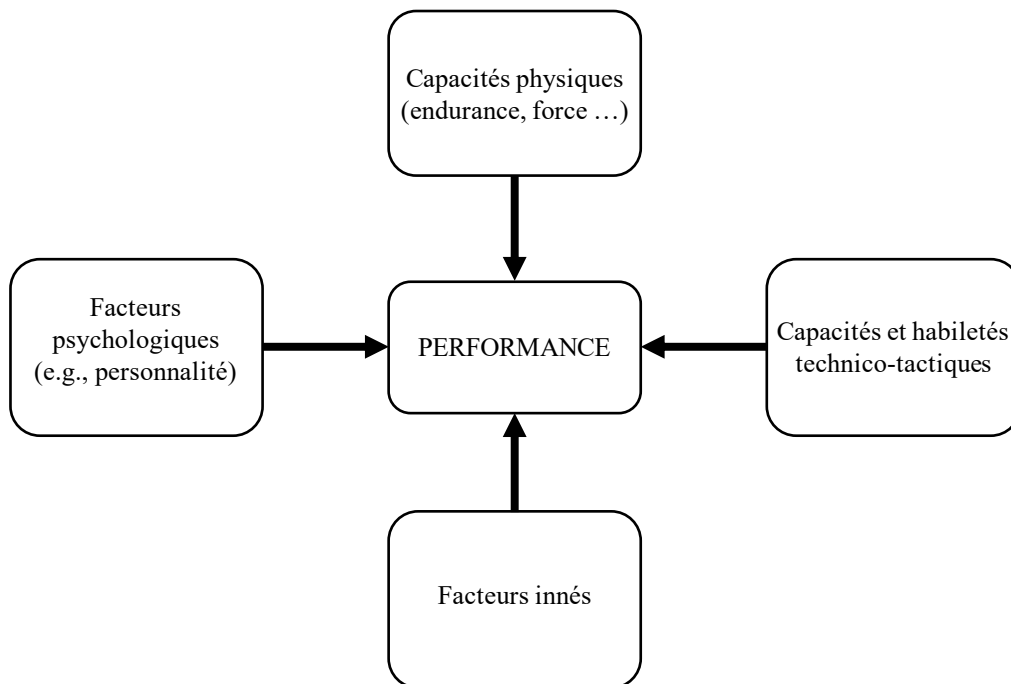 Capacités physiques
(endurance, force …)
Facteurs
psychologiques
(e.g., personnalité)
PERFORMANCE
Capacités et habiletés
technico-tactiques
Facteurs innés